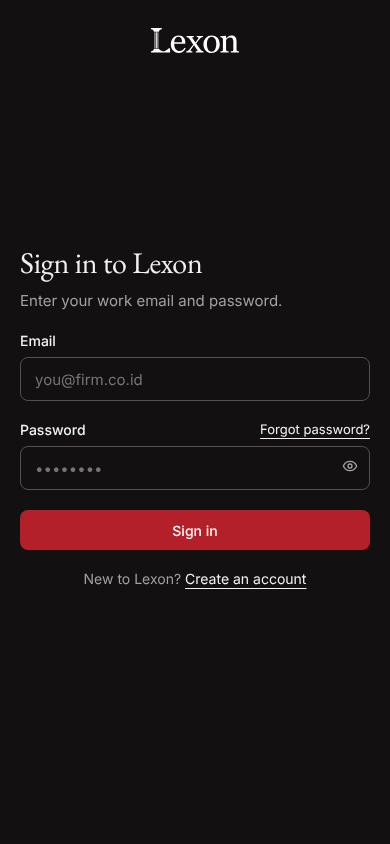 Lexon
Sign in to Lexon
Enter your work email and password.
Email
you@firm.co.id
Password Forgot password?
••••••••
Sign in
New to Lexon? Create an account